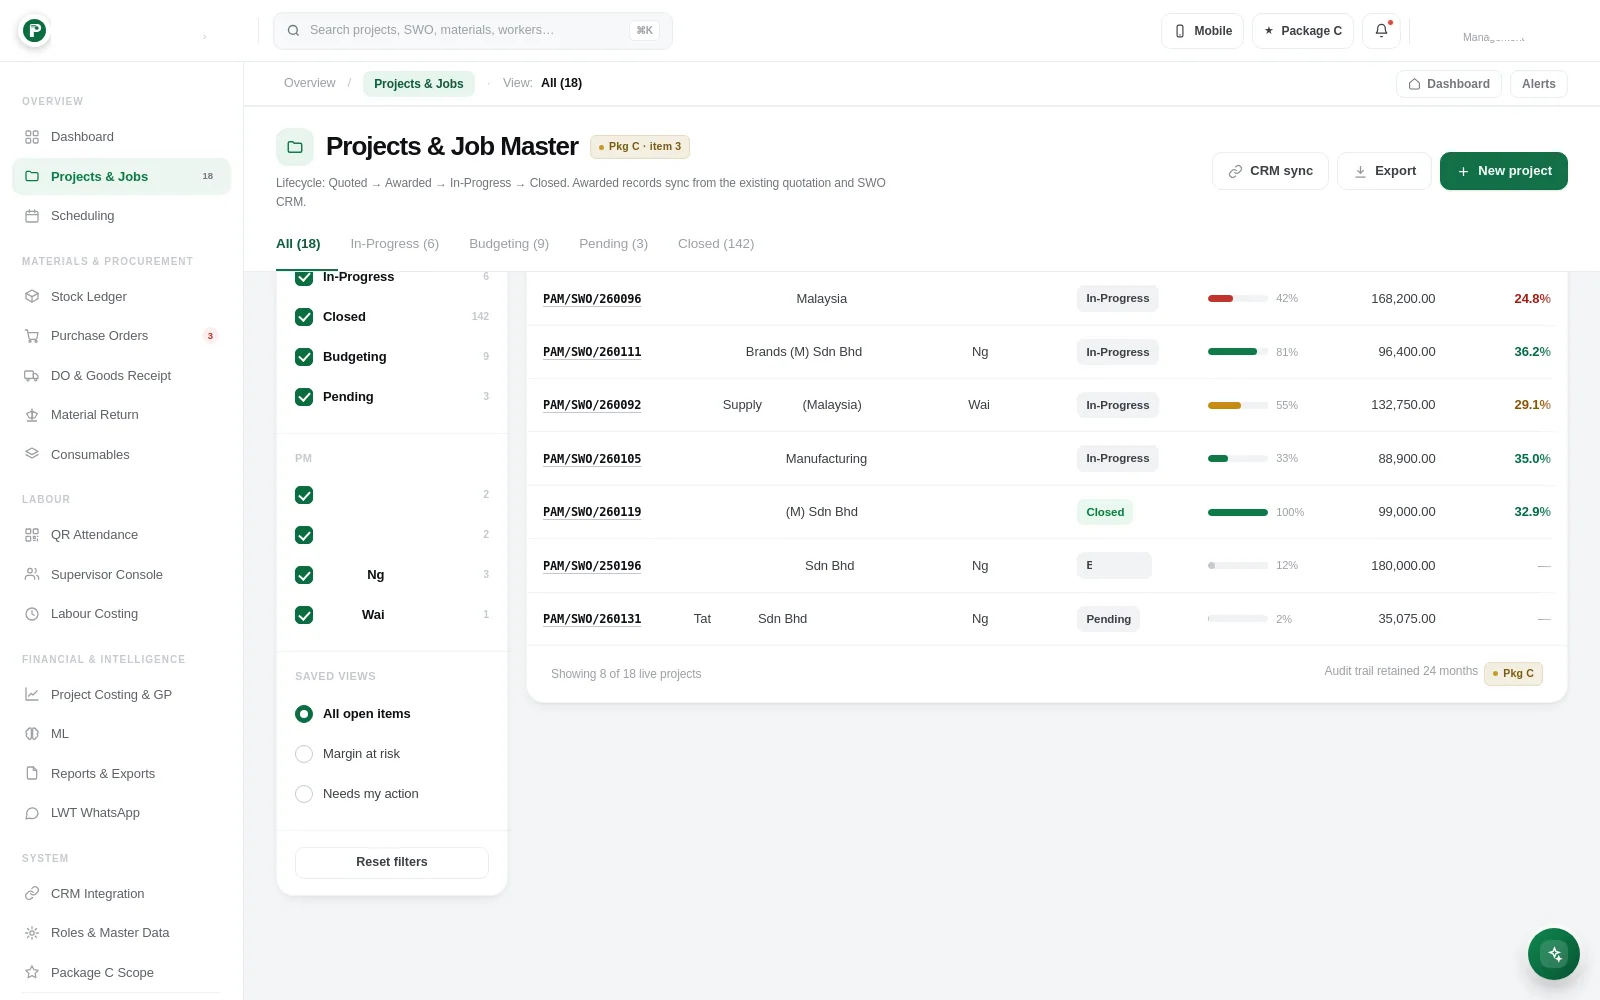 P
›
Search projects, SWO, materials, workers… ⌘K
Mobile
★ Package C
OVERVIEW
Dashboard
Projects & Jobs 18
Scheduling
MATERIALS & PROCUREMENT
Stock Ledger
Purchase Orders 3
DO & Goods Receipt
Material Return
Consumables
LABOUR
QR Attendance
Supervisor Console
Labour Costing
FINANCIAL & INTELLIGENCE
Project Costing & GP
ML
Reports & Exports
LWT WhatsApp
SYSTEM
CRM Integration
Roles & Master Data
Package C Scope
Overview / Projects & Jobs · View: All (18)
Dashboard
Alerts
Projects & Job Master
Pkg C · item 3
Lifecycle: Quoted → Awarded → In-Progress → Closed. Awarded records sync from the existing quotation and SWO
CRM.
CRM sync
Export
+ New project
All (18) In-Progress (6) Budgeting (9) Pending (3) Closed (142)
In-Progress 6
Closed 142
Budgeting 9
Pending 3
PM
2
2
Ng 3
Wai 1
SAVED VIEWS
All open items
Margin at risk
Needs my action
Reset filters
PAM/SWO/260096 Malaysia In-Progress 42% 168,200.00 24.8%
PAM/SWO/260111 Brands (M) Sdn Bhd Ng In-Progress 81% 96,400.00 36.2%
PAM/SWO/260092 Supply (Malaysia) Wai In-Progress 55% 132,750.00 29.1%
PAM/SWO/260105 Manufacturing In-Progress 33% 88,900.00 35.0%
PAM/SWO/260119 (M) Sdn Bhd Closed 100% 99,000.00 32.9%
PAM/SWO/250196 Sdn Bhd Ng 12% 180,000.00 —
PAM/SWO/260131 Tat Sdn Bhd Ng Pending 2% 35,075.00 —
Showing 8 of 18 live projects
Audit trail retained 24 months Pkg C